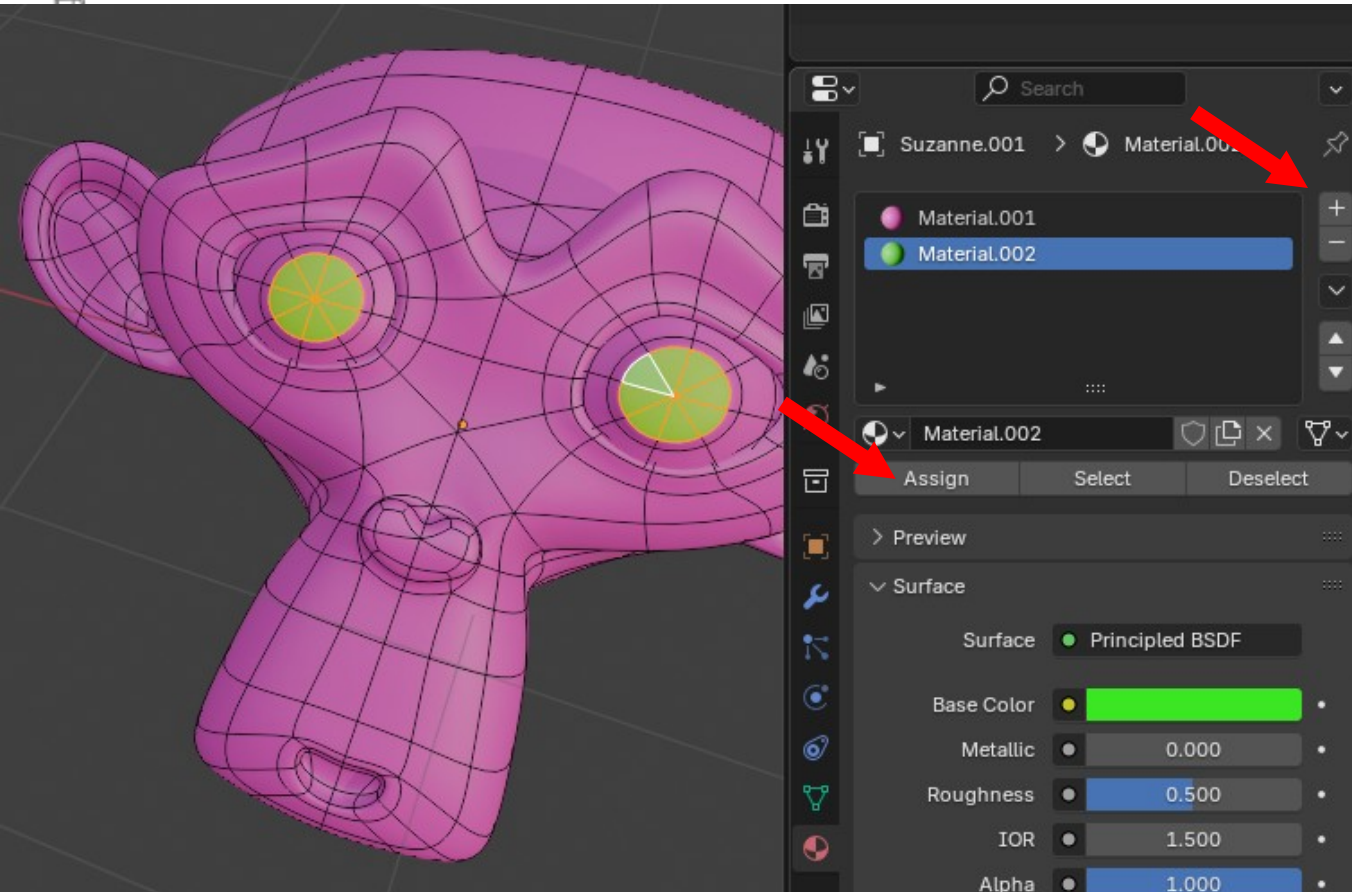 Search
Suzanne.001 > Material.00
Material.001
Material.002
Material.002
Assign Select Deselect
Preview
Surface
Surface Principled BSDF
Base Color
Metallic 0.000
Roughness 0.500
IOR 1.500
Alpha 1.000